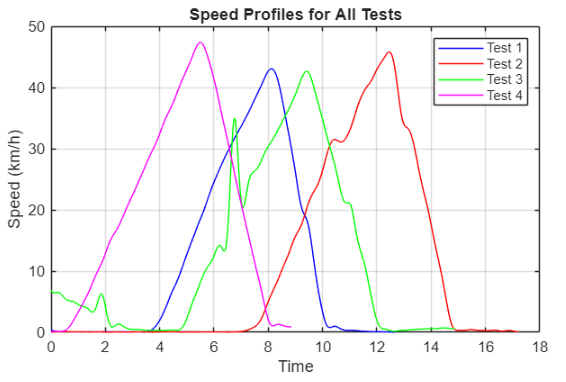 Speed Profiles for All Tests
50
40
30
20
10
0
Speed (km/h)
Test 1
Test 2
Test 3
Test 4
0 2 4 6 8 10 12 14 16 18
Time